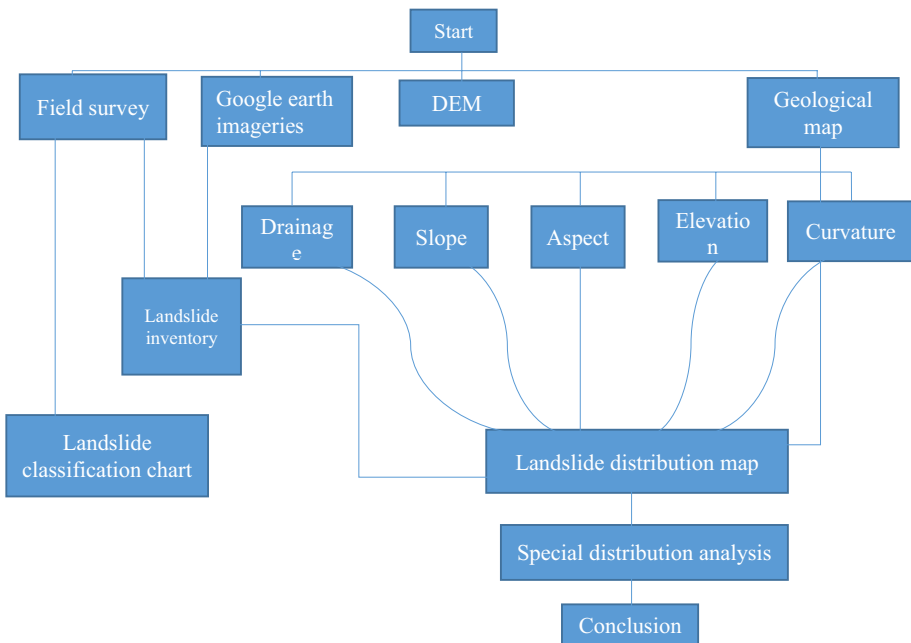 Start
Field survey
Google earth
imageries
DEM
Geological
map
Drainag
e
Slope
Aspect
Elevatio
n
Curvature
Landslide
inventory
Landslide
classification chart
Landslide distribution map
Special distribution analysis
Conclusion